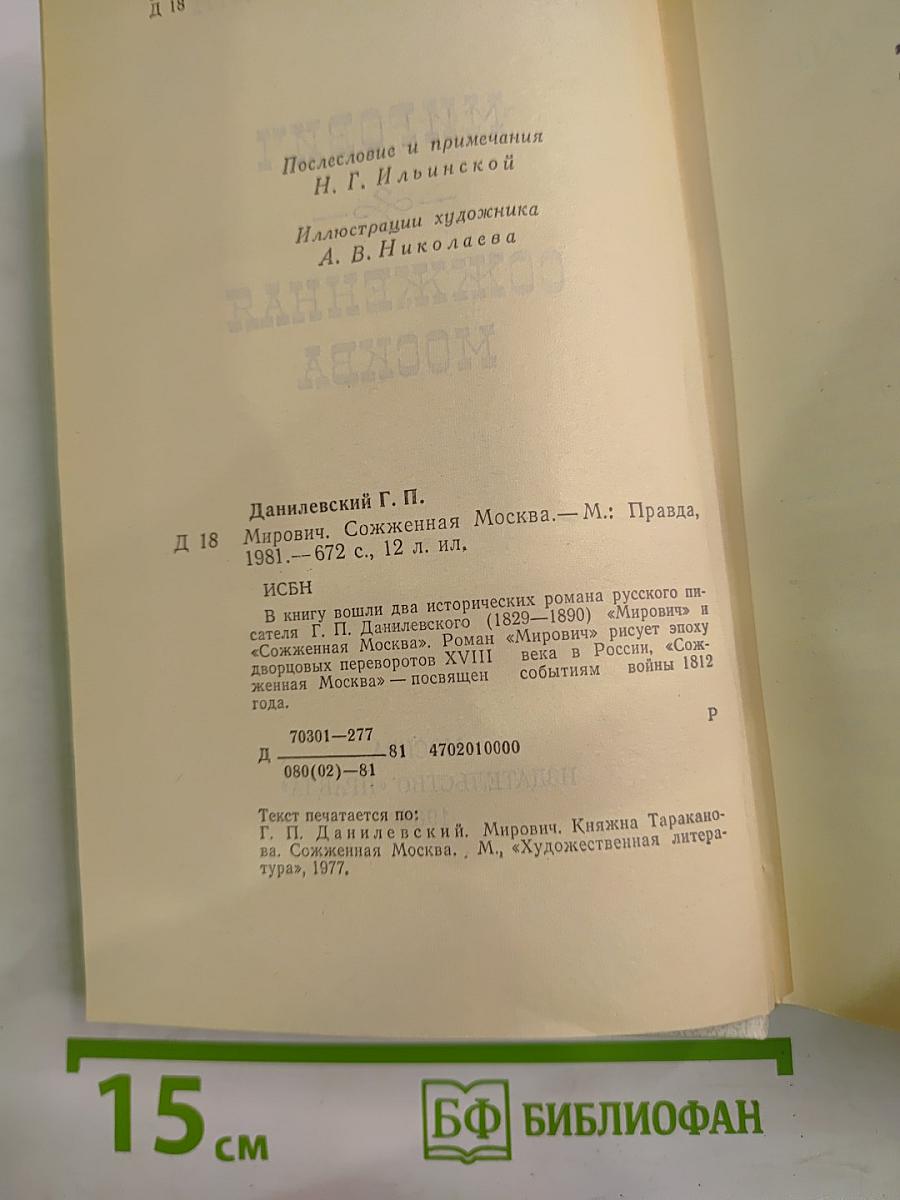 Д 18
Послесловие и примечания
Н. Г. Ильинской
Иллюстрации художника
А. В. Николаева
Данилевский Г. П.
Д 18 Мирович. Сожженная Москва.— М.: Правда,
1981.— 672 с., 12 л. ил.
ИСБН
В книгу вошли два исторических романа русского пи-
сателя Г. П. Данилевского (1829—1890) «Мирович» и
«Сожженная Москва». Роман «Мирович» рисует эпоху
дворцовых переворотов XVIII века в России, «Сож-
женная Москва» — посвящен событиям войны 1812
года.
Р
70301—277
Д 81 4702010000
080(02)—81
Текст печатается по:
Г. П. Данилевский. Мирович. Княжна Таракано-
ва. Сожженная Москва. . М., «Художественная литера-
тура», 1977.
15 см
БФ БИБЛИОФАН